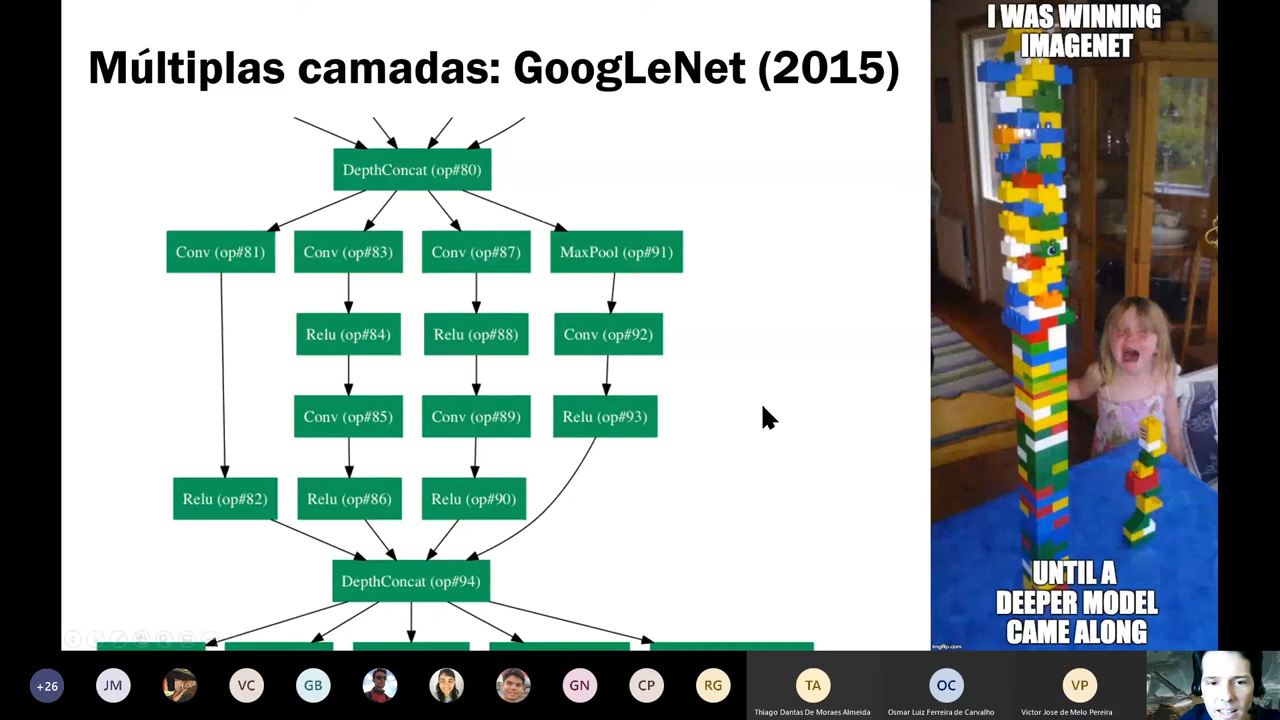 Múltiplas camadas: GoogLeNet (2015)
DepthConcat (op#80)
Conv (op#81)
Conv (op#83)
Conv (op#87)
MaxPool (op#91)
Relu (op#84)
Relu (op#88)
Conv (op#92)
Conv (op#85)
Conv (op#89)
Relu (op#93)
Relu (op#82)
Relu (op#86)
Relu (op#90)
DepthConcat (op#94)
I WAS WINNING
IMAGENET
UNTIL A
DEEPER MODEL
CAME ALONG
imgflip.com
+26
JM
VC
GB
GN
CP
RG
TA
Thiago Dantas De Moraes Almeida
OC
Osmar Luiz Ferreira de Carvalho
VP
Victor Jose de Melo Pereira